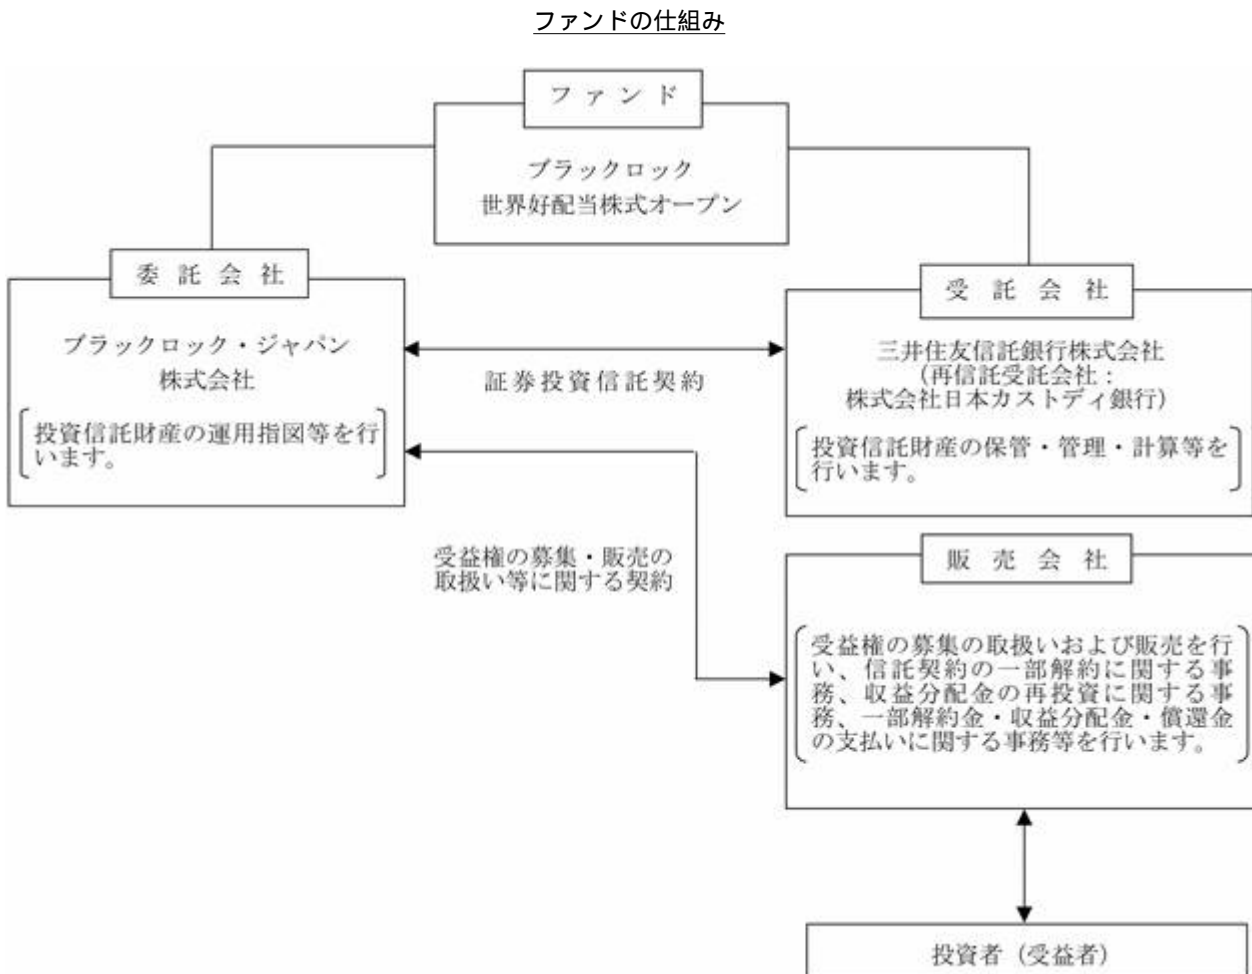 ファンドの仕組み
ファンド
ブラックロック
世界好配当株式オープン
委託会社
ブラックロック・ジャパン
株式会社
投資信託財産の運用指図等を行
います。
証券投資信託契約
受託会社
三井住友信託銀行株式会社
(再信託受託会社：
株式会社日本カストディ銀行)
投資信託財産の保管・管理・計算等を
行います。
受益権の募集・販売の
取扱い等に関する契約
販売会社
受益権の募集の取扱いおよび販売を行
い、信託契約の一部解約に関する事
務、収益分配金の再投資に関する事
務、一部解約金・収益分配金・償還金
の支払いに関する事務等を行います。
投資者（受益者）